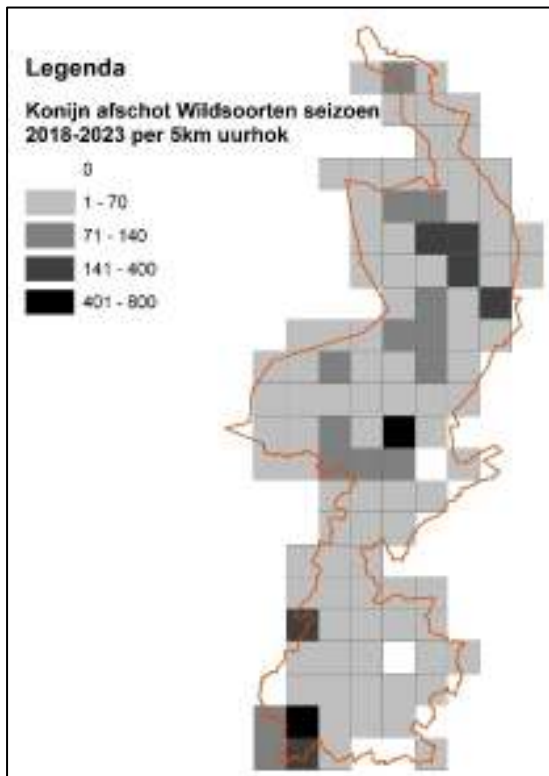 Legenda
Konijn afschot Wildsoorten seizoen
2018-2023 per 5km uurhok
0
1 - 70
71 - 140
141 - 400
401 - 800